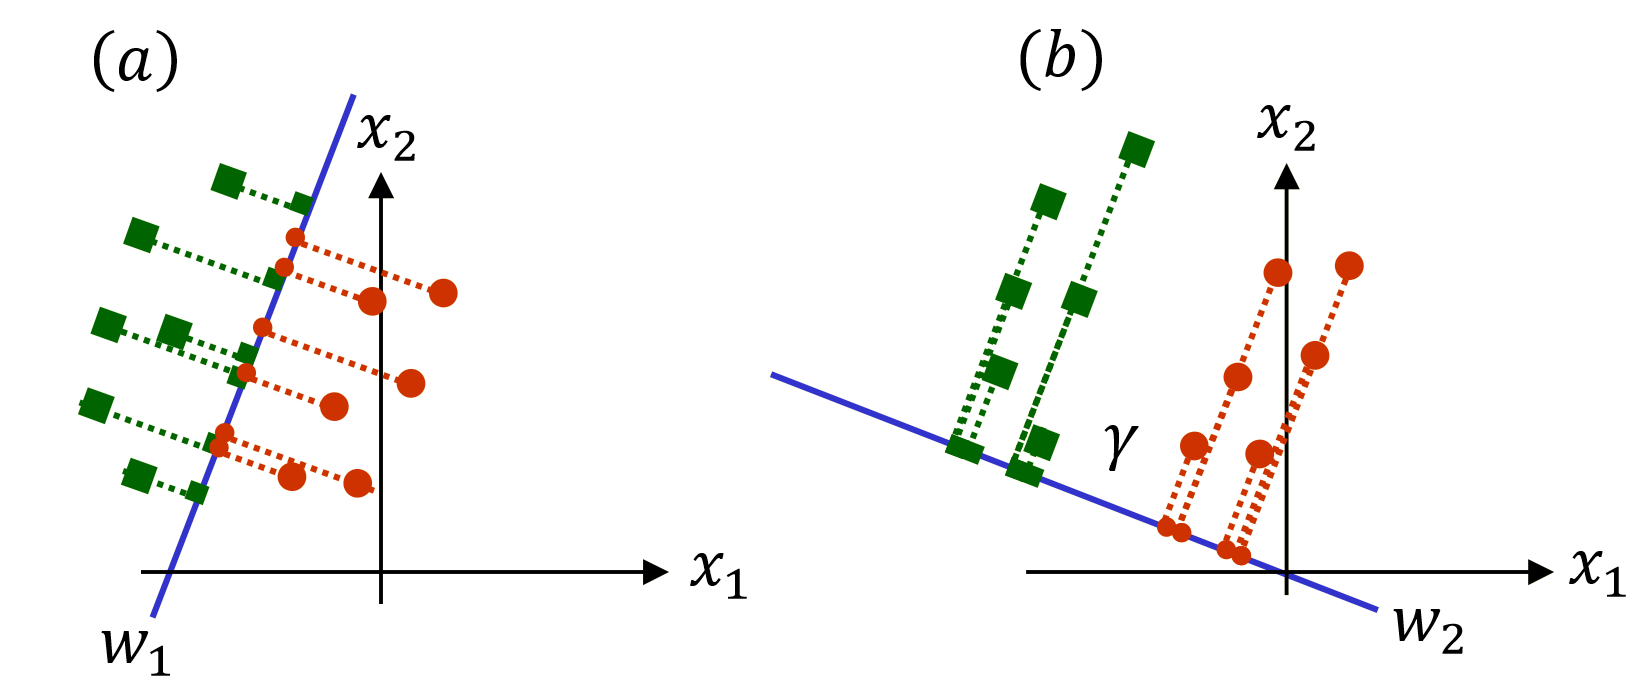 (a)
x₂
x₁
w₁
(b)
x₂
γ
x₁
w₂